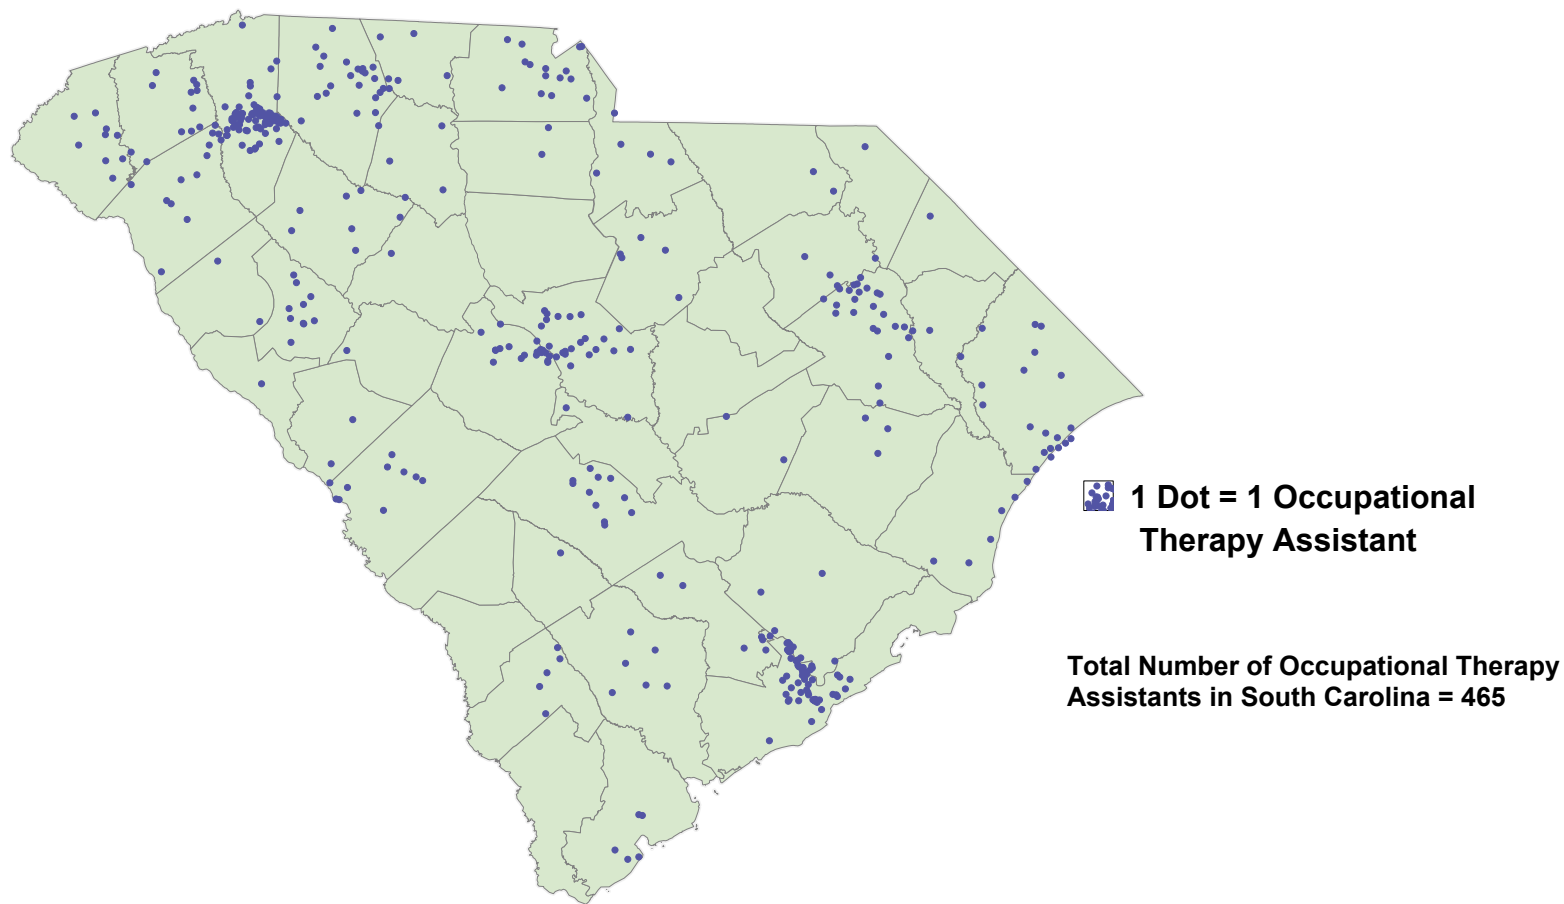 1 Dot = 1 Occupational
Therapy Assistant
Total Number of Occupational Therapy
Assistants in South Carolina = 465